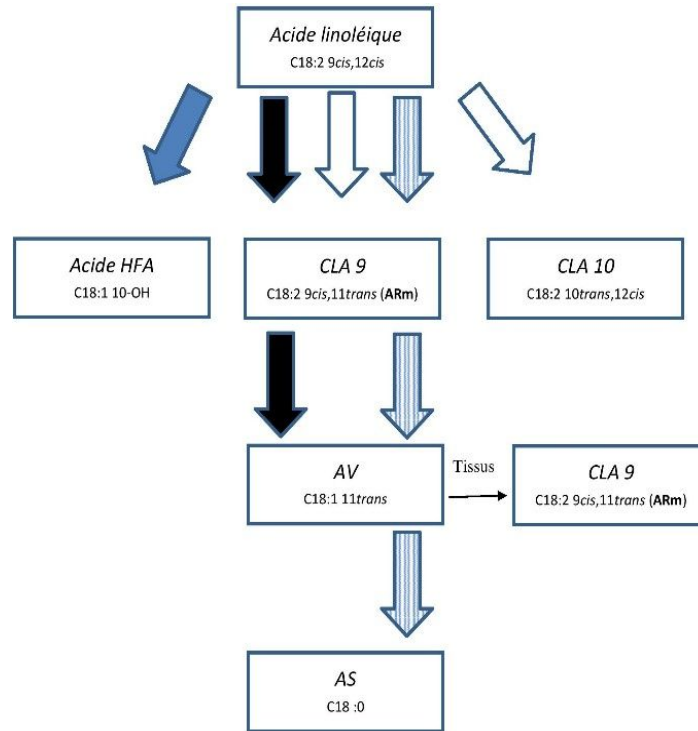 Acide linoléique
C18:2 9cis,12cis
Acide HFA
C18:1 10-OH
CLA 9
C18:2 9cis,11trans (ARm)
CLA 10
C18:2 10trans,12cis
AV
C18:1 11trans
Tissus
CLA 9
C18:2 9cis,11trans (ARm)
AS
C18 :0